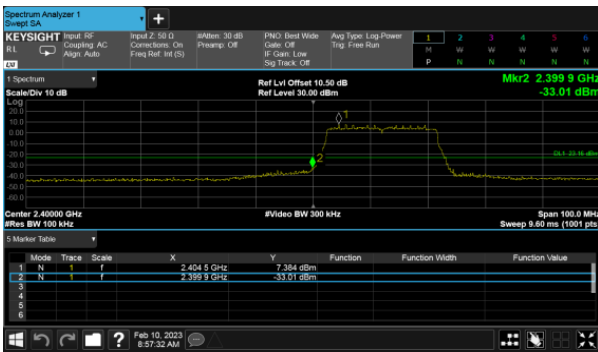 Spectrum Analyzer 1
Swept SA
+
KEYSIGHT
RL
Input: RF
Coupling: AC
Align: Auto
Input Z: 50 Ω
Corrections: On
Freq Ref: Int (S)
#Atten: 30 dB
Preamp: Off
PNO: Best Wide
Gate: Off
IF Gain: Low
Sig Track: Off
Avg Type: Log-Power
Trig: Free Run
1 2 3 4 5 6
M W W W W W
P N N N N N
1 Spectrum
Scale/Div 10 dB
Ref Lvl Offset 10.50 dB
Ref Level 30.00 dBm
Mkr2 2.399 9 GHz
-33.01 dBm
Log
20.0
10.0
0.00
-10.0
-20.0
-30.0
-40.0
-50.0
-60.0
1
2
Center 2.40000 GHz
#Res BW 100 kHz
#Video BW 300 kHz
Span 100.0 MHz
Sweep 9.60 ms (1001 pts)
5 Marker Table
Mode Trace Scale X Y Function Function Width Function Value
1 N 1 f 2.404 5 GHz 7.384 dBm
2 N 1 f 2.399 9 GHz -33.01 dBm
3
4
5
6
?
Feb 10, 2023
8:57:32 AM